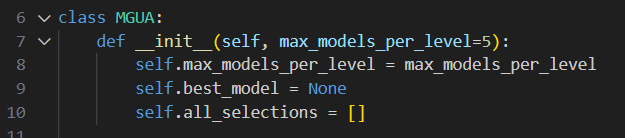 6 class MGUA:
7     def __init__(self, max_models_per_level=5):
8         self.max_models_per_level = max_models_per_level
9         self.best_model = None
10         self.all_selections = []